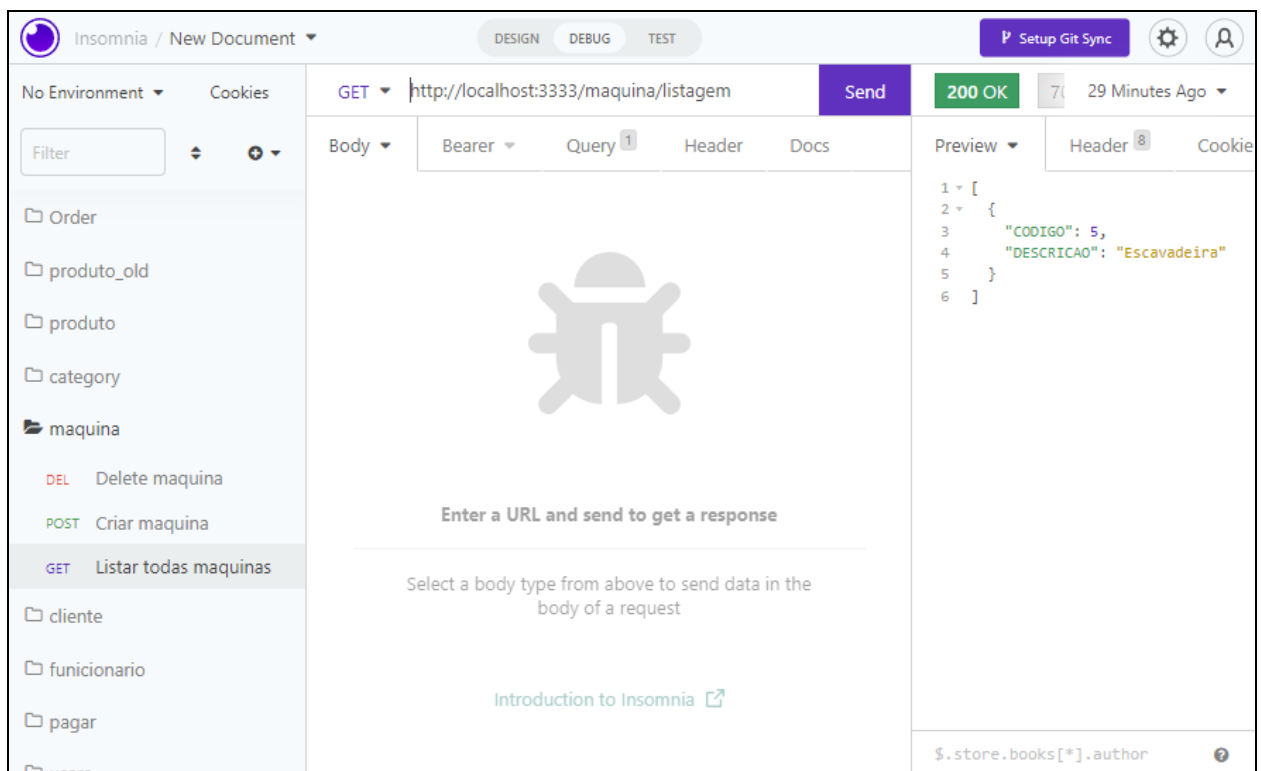 Insomnia / New Document
DESIGN DEBUG TEST
Setup Git Sync
No Environment Cookies
GET http://localhost:3333/maquina/listagem Send
200 OK 29 Minutes Ago
Filter
Body Bearer Query 1 Header Docs
Preview Header 8 Cookie
Order
produto_old
produto
category
maquina
DEL Delete maquina
POST Criar maquina
GET Listar todas maquinas
cliente
funicionario
pagar
Enter a URL and send to get a response
Select a body type from above to send data in the
body of a request
Introduction to Insomnia
1 [
2 {
3 "CODIGO": 5,
4 "DESCRICAO": "Escavadeira"
5 }
6 ]
$.store.books[*].author